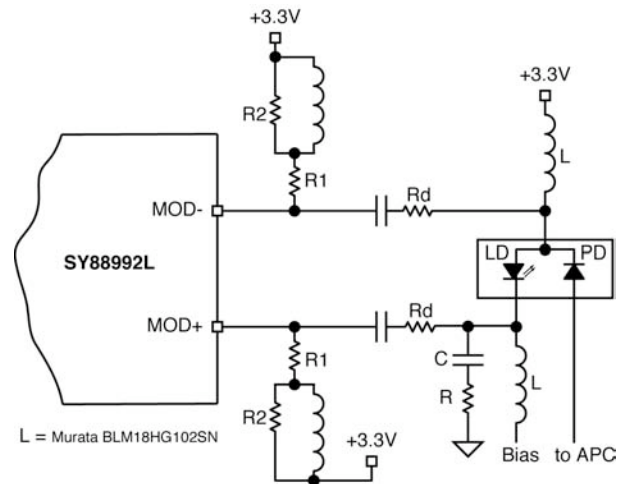 +3.3V
+3.3V
R2
L
R1
Rd
MOD-
LD
PD
SY88992L
MOD+
Rd
R1
C
L
R2
R
+3.3V
L = Murata BLM18HG102SN
Bias
to APC